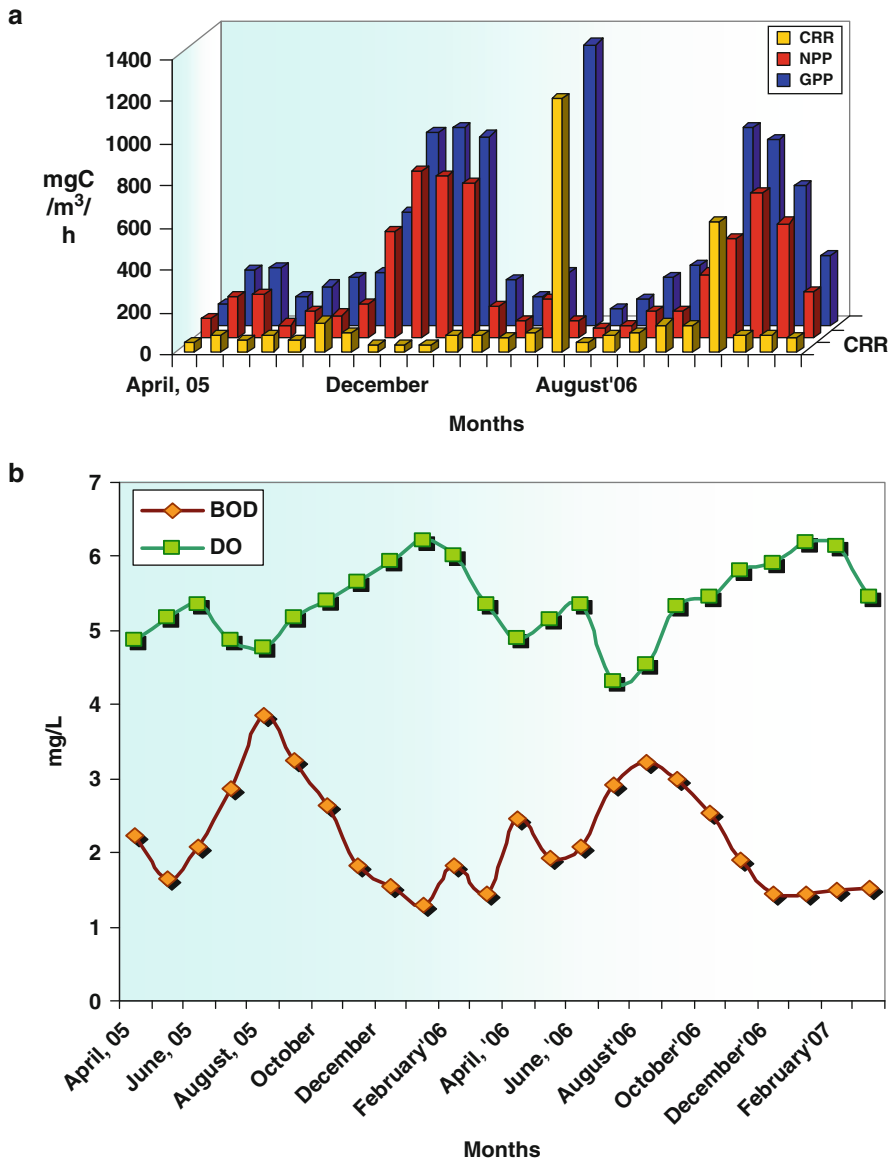 a
1400
1200
1000
800
600
400
200
0
mgC
/m³/
h
CRR
NPP
GPP
CRR
April, 05
December
August'06
Months
b
7
6
5
4
3
2
1
0
mg/L
BOD
DO
April, 05
June, 05
August, 05
October
December
February'06
April, '06
June, '06
August'06
October'06
December'06
February'07
Months